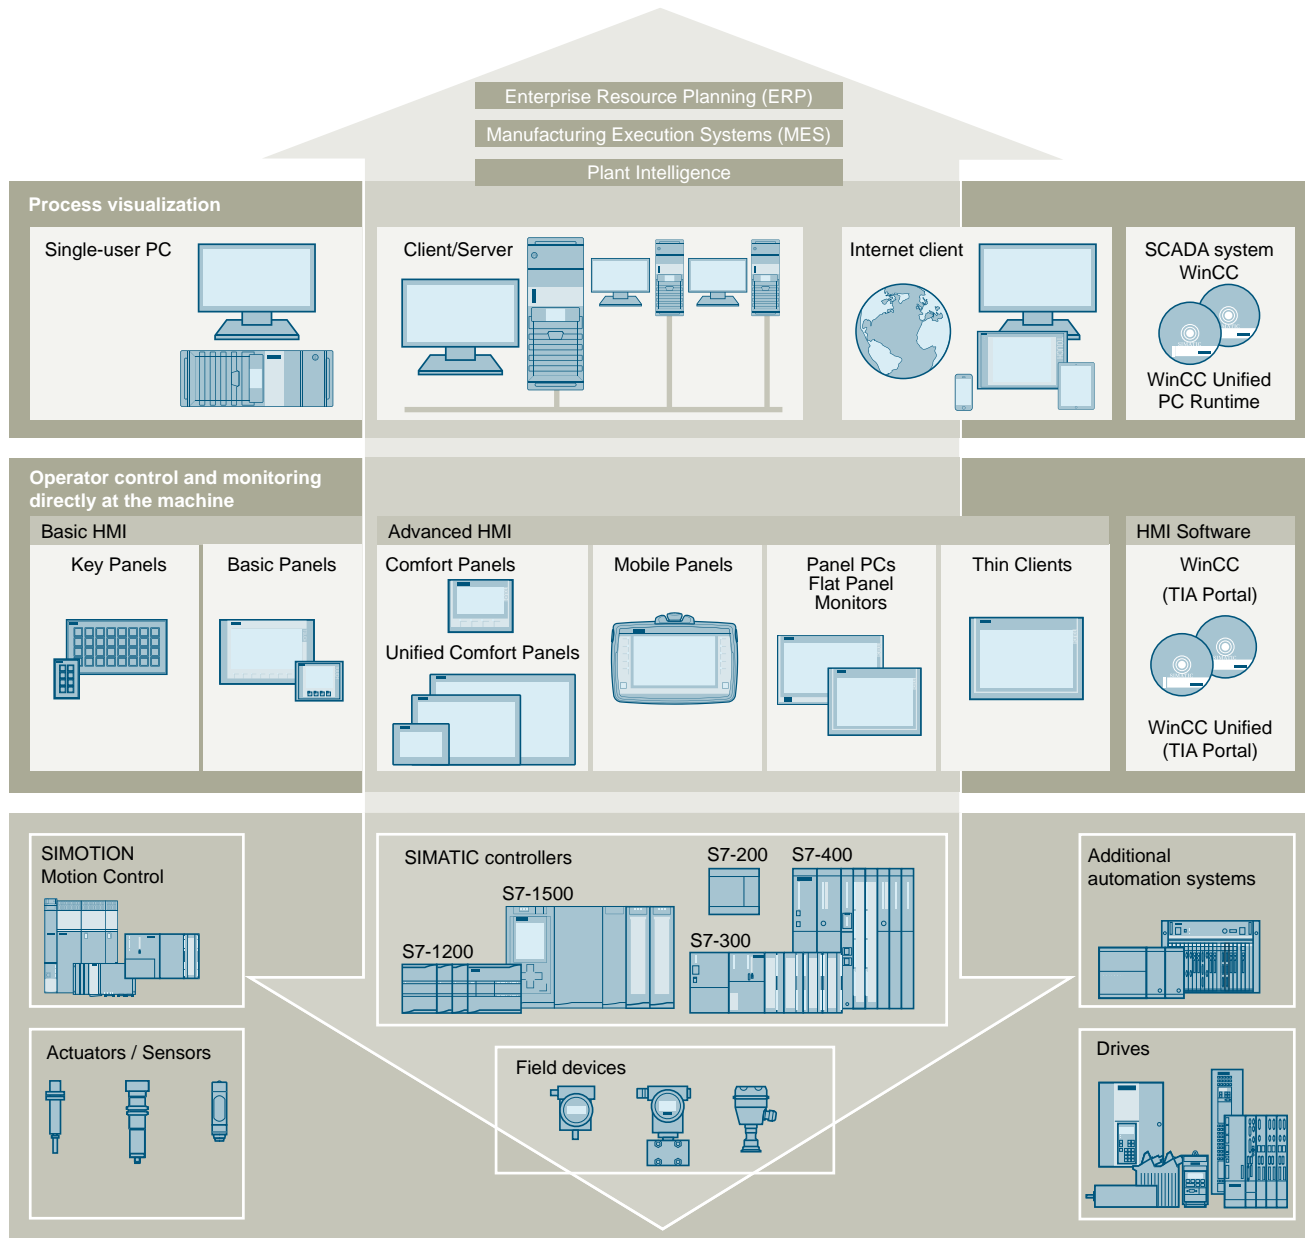 Enterprise Resource Planning (ERP)
Manufacturing Execution Systems (MES)
Plant Intelligence
Process visualization
Single-user PC
Client/Server
Internet client
SCADA system
WinCC
WinCC Unified
PC Runtime
Operator control and monitoring
directly at the machine
Basic HMI
Advanced HMI
HMI Software
Key Panels
Basic Panels
Comfort Panels
Unified Comfort Panels
Mobile Panels
Panel PCs
Flat Panel
Monitors
Thin Clients
WinCC
(TIA Portal)
WinCC Unified
(TIA Portal)
SIMOTION
Motion Control
SIMATIC controllers
S7-200
S7-400
S7-1500
S7-300
S7-1200
Additional
automation systems
Actuators / Sensors
Field devices
Drives